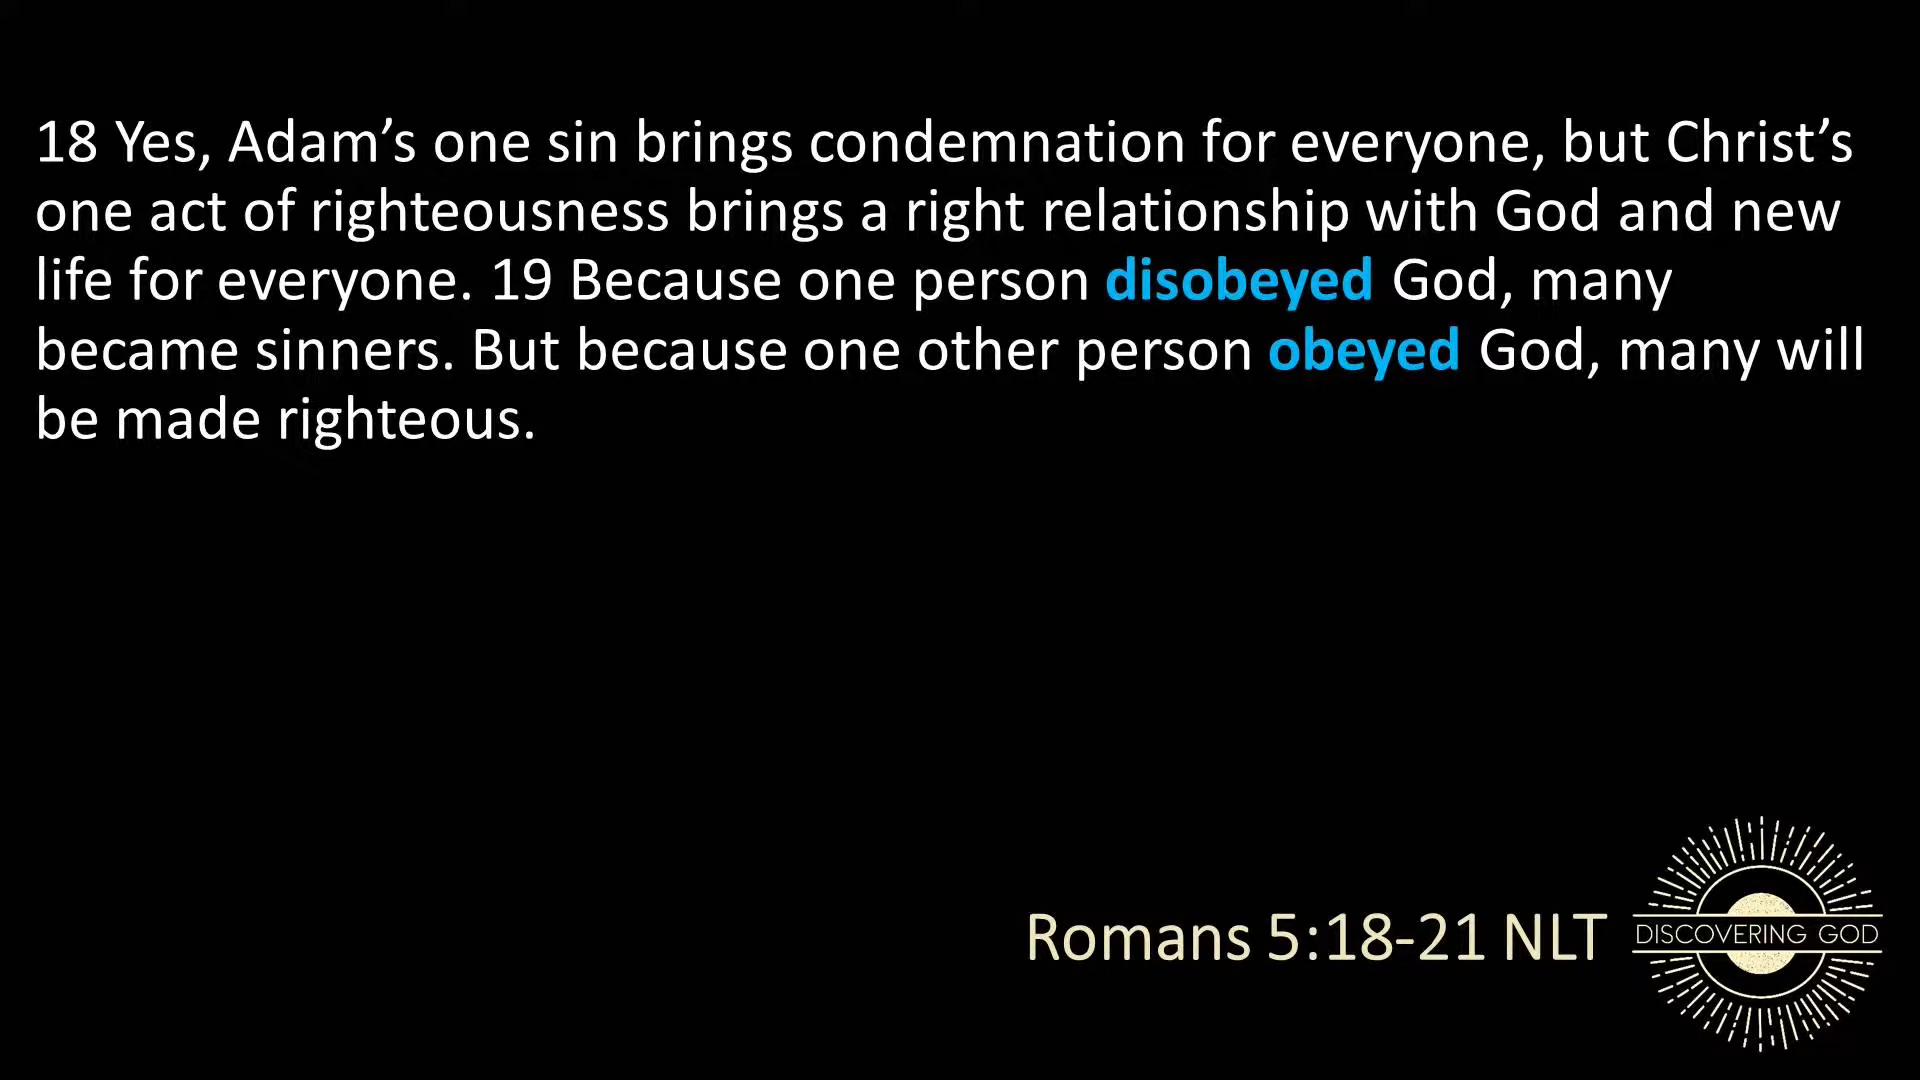 18 Yes, Adam’s one sin brings condemnation for everyone, but Christ’s
one act of righteousness brings a right relationship with God and new
life for everyone. 19 Because one person disobeyed God, many
became sinners. But because one other person obeyed God, many will
be made righteous.
Romans 5:18-21 NLT
DISCOVERING GOD